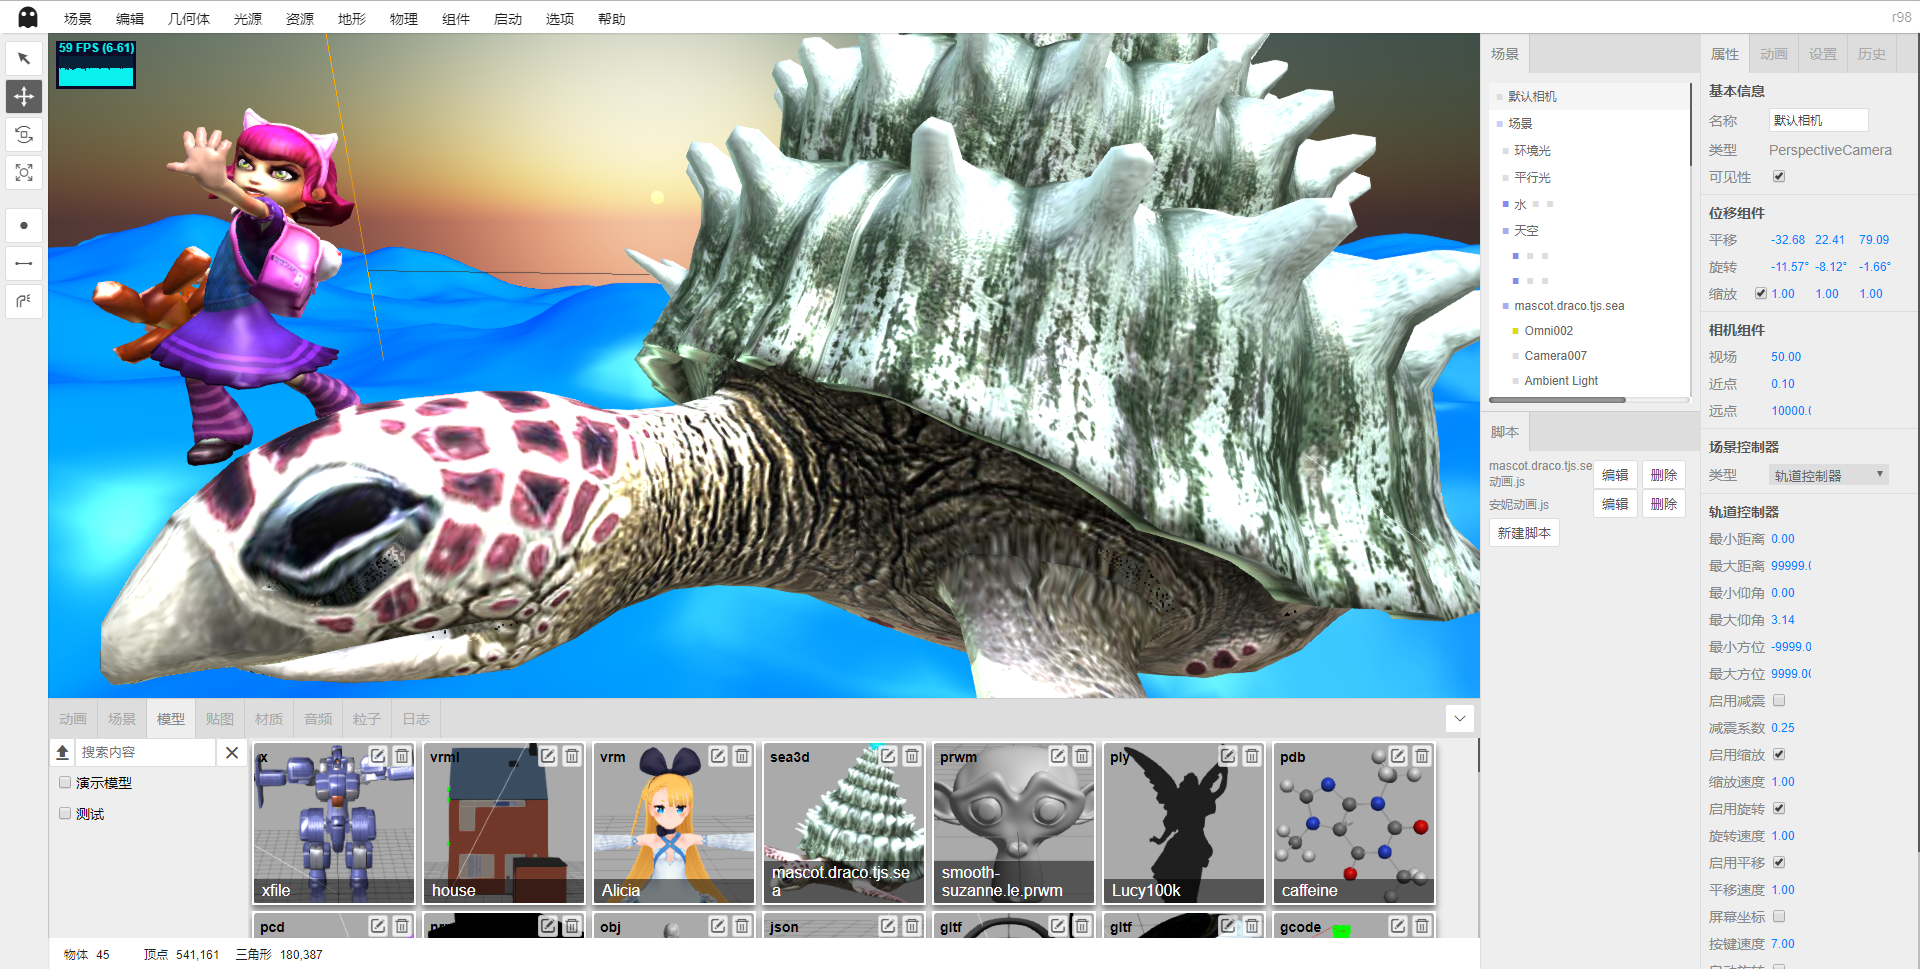 场景 编辑 几何体 光源 资源 地形 物理 组件 启动 选项 帮助 r98
59 FPS (6-61)
场景
默认相机
场景
环境光
平行光
水
天空
mascot.draco.tjs.sea
Omni002
Camera007
Ambient Light
脚本
mascot.draco.tjs.se
动画.js 编辑 删除
安妮动画.js 编辑 删除
新建脚本
属性 动画 设置 历史
基本信息
名称 默认相机
类型 PerspectiveCamera
可见性
位移组件
平移 -32.68 22.41 79.09
旋转 -11.57° -8.12° -1.66°
缩放 1.00 1.00 1.00
相机组件
视场 50.00
近点 0.10
远点 10000.0
场景控制器
类型 轨道控制器
轨道控制器
最小距离 0.00
最大距离 99999.0
最小仰角 0.00
最大仰角 3.14
最小方位 -9999.0
最大方位 9999.00
启用减震
减震系数 0.25
启用缩放
缩放速度 1.00
启用旋转
旋转速度 1.00
启用平移
平移速度 1.00
屏幕坐标
按键速度 7.00
动画 场景 模型 贴图 材质 音频 粒子 日志
搜索内容
演示模型
测试
x vrml vrm sea3d prwm ply pdb
xfile house Alicia mascot.draco.tjs.se
a smooth-
suzanne.le.prwm Lucy100k caffeine
pcd obj json gltf gltf gcode
物体 45 顶点 541,161 三角形 180,387